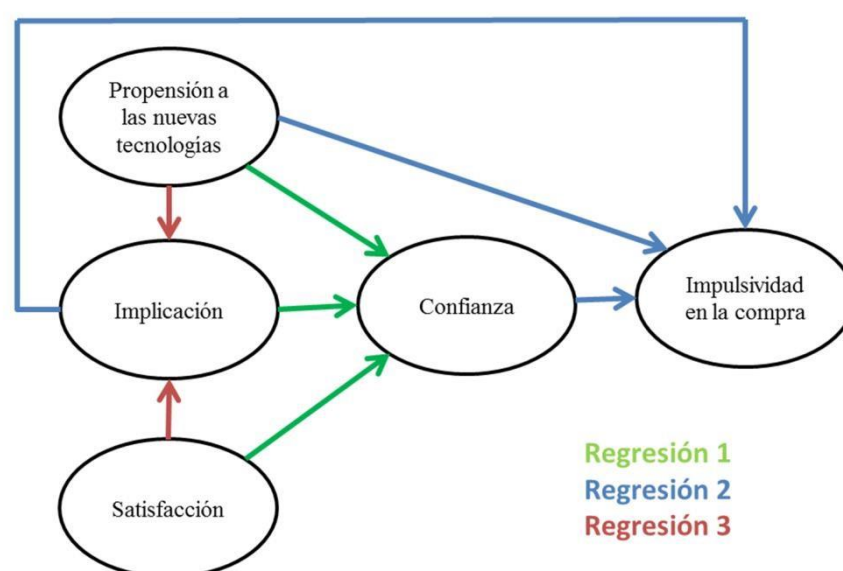 Propensión a
las nuevas
tecnologías
Implicación
Confianza
Impulsividad
en la compra
Satisfacción
Regresión 1
Regresión 2
Regresión 3